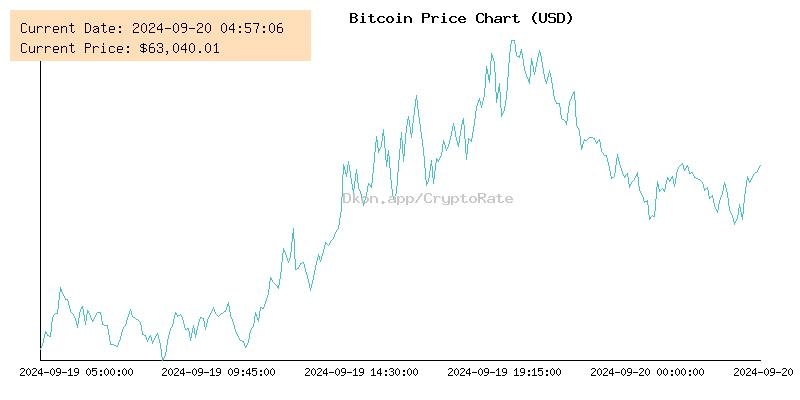 Bitcoin Price Chart (USD)
Current Date: 2024-09-20 04:57:06
Current Price: $63,040.01
Okon.app/CryptoRate
2024-09-19 05:00:00 2024-09-19 09:45:00 2024-09-19 14:30:00 2024-09-19 19:15:00 2024-09-20 00:00:00 2024-09-20